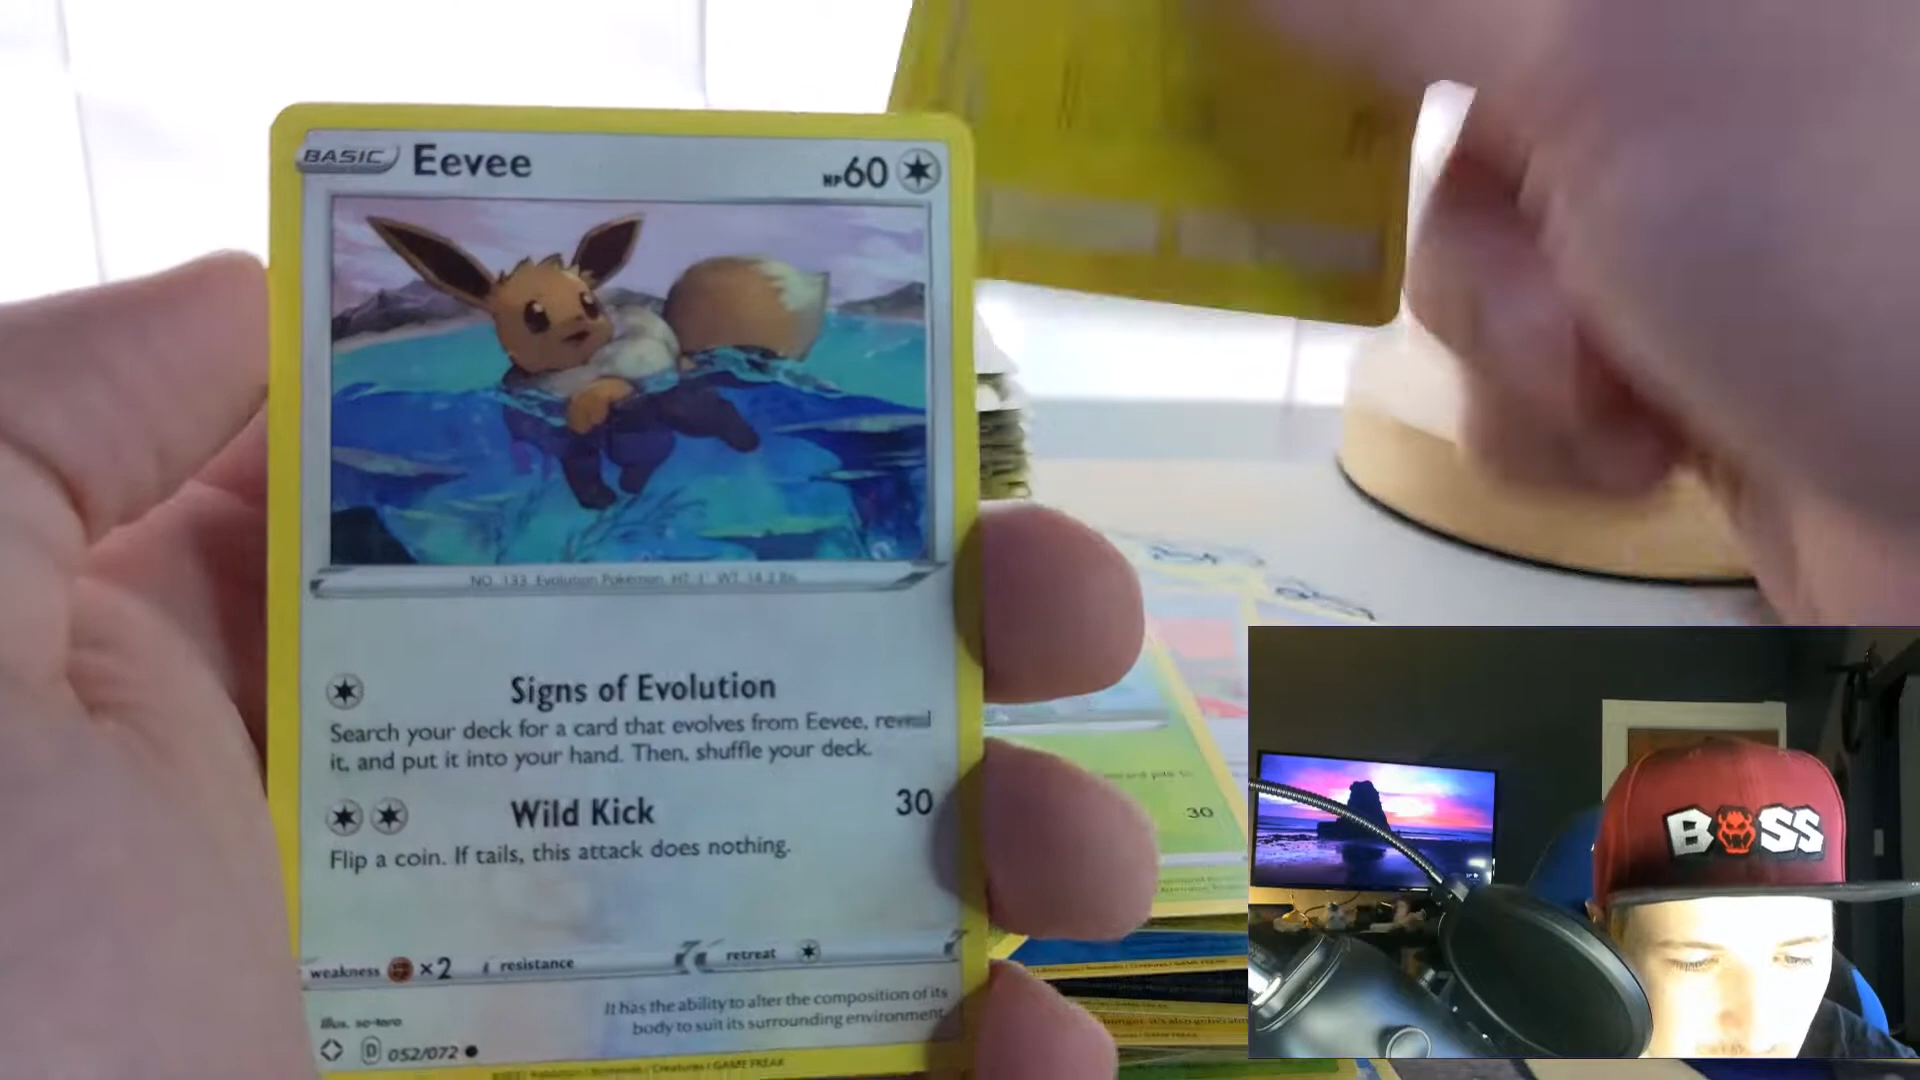 BASIC Eevee HP60
NO. 133 Evolution Pokémon HT: 1' WT: 14.3 lbs.
Signs of Evolution
Search your deck for a card that evolves from Eevee, reveal
it, and put it into your hand. Then, shuffle your deck.
Wild Kick 30
Flip a coin. If tails, this attack does nothing.
weakness ×2 resistance retreat
It has the ability to alter the composition of its
body to suit its surrounding environment.
Illus. so-taro
D 052/072
GAME FREAK
30
BOSS